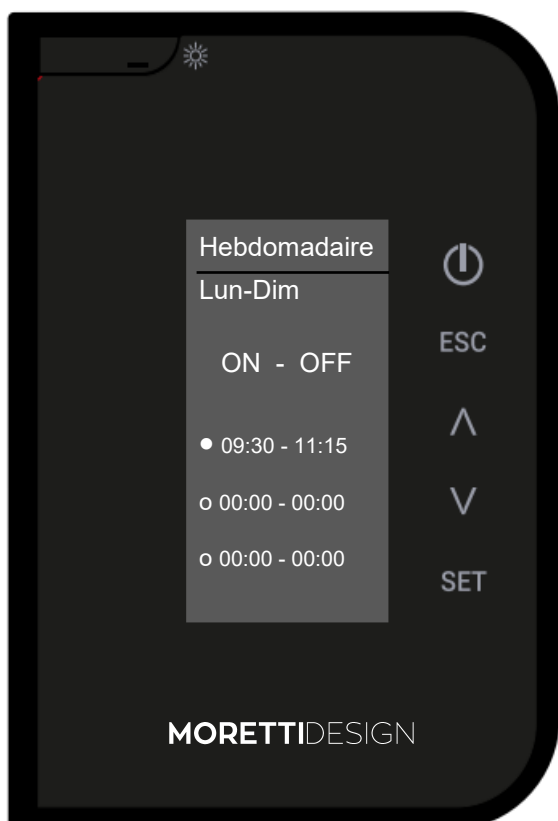 Hebdomadaire
Lun-Dim
ON - OFF
● 09:30 - 11:15
o 00:00 - 00:00
o 00:00 - 00:00
ESC
SET
MORETTIDESIGN